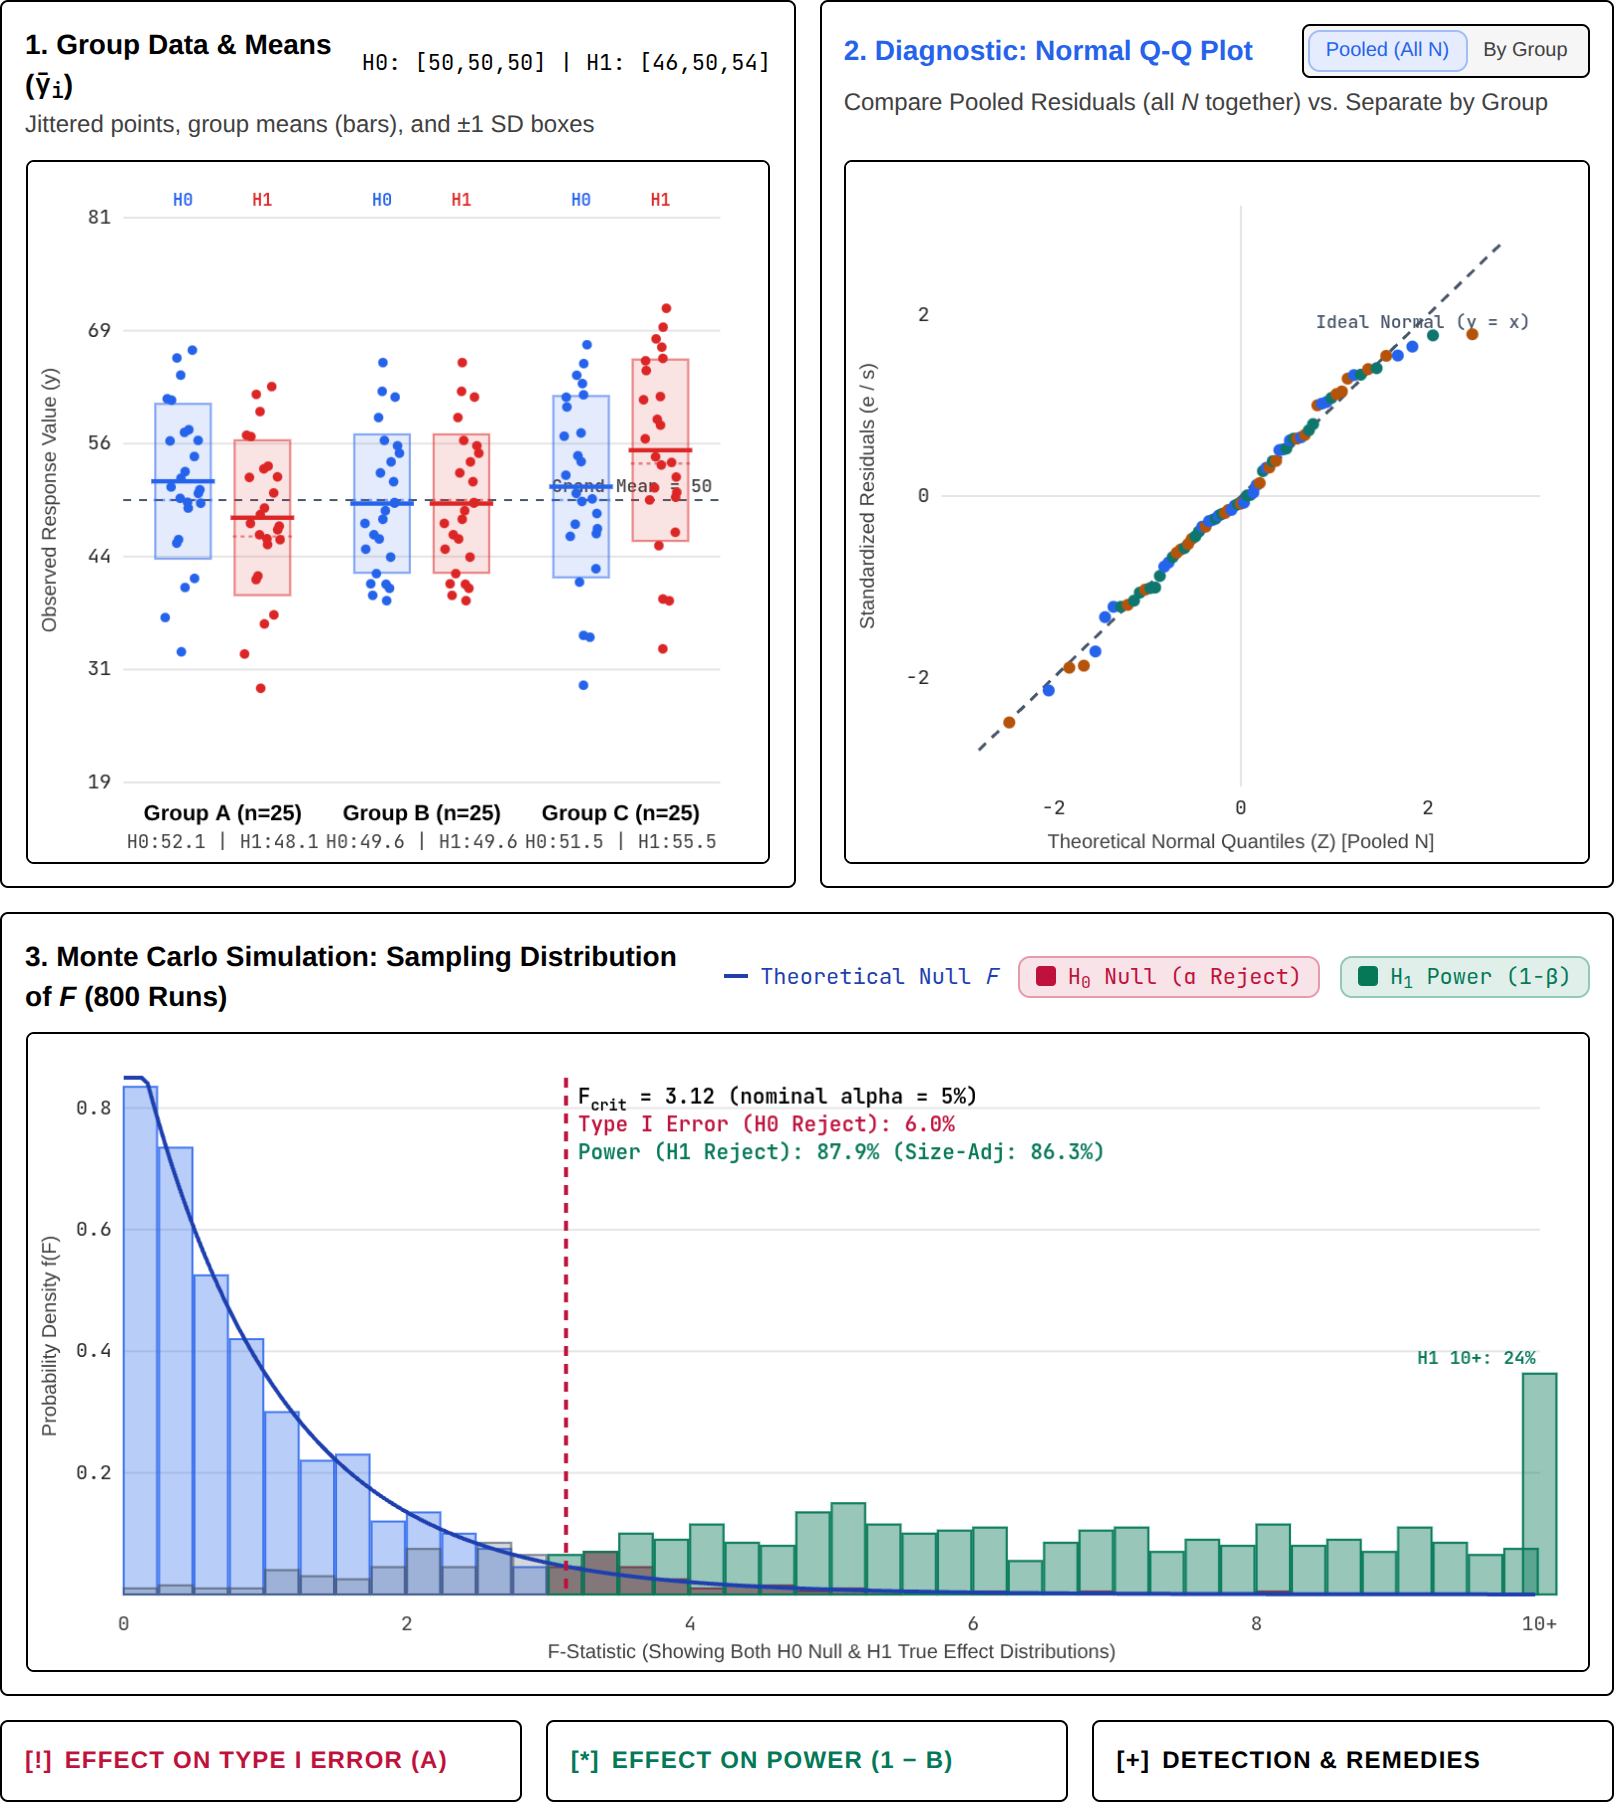 1. Group Data & Means
(ȳᵢ)
H0: [50,50,50] | H1: [46,50,54]
Jittered points, group means (bars), and ±1 SD boxes
H0 H1 H0 H1 H0 H1
81
69
56
44
31
19
Observed Response Value (y)
Grand Mean = 50
Group A (n=25) Group B (n=25) Group C (n=25)
H0:52.1 | H1:48.1 H0:49.6 | H1:49.6 H0:51.5 | H1:55.5
2. Diagnostic: Normal Q-Q Plot
Pooled (All N) By Group
Compare Pooled Residuals (all N together) vs. Separate by Group
2
0
-2
Standardized Residuals (e / s)
Ideal Normal (y = x)
-2 0 2
Theoretical Normal Quantiles (Z) [Pooled N]
3. Monte Carlo Simulation: Sampling Distribution
of F (800 Runs)
Theoretical Null F
H₀ Null (α Reject)
H₁ Power (1-β)
F_crit = 3.12 (nominal alpha = 5%)
Type I Error (H0 Reject): 6.0%
Power (H1 Reject): 87.9% (Size-Adj: 86.3%)
0.8
0.6
0.4
0.2
Probability Density f(F)
H1 10+: 24%
0 2 4 6 8 10+
F-Statistic (Showing Both H0 Null & H1 True Effect Distributions)
[!] EFFECT ON TYPE I ERROR (A)
[*] EFFECT ON POWER (1 − B)
[+] DETECTION & REMEDIES